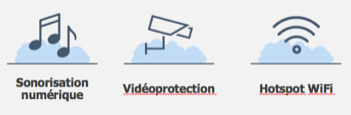 Sonorisation
numérique
Vidéoprotection
Hotspot WiFi